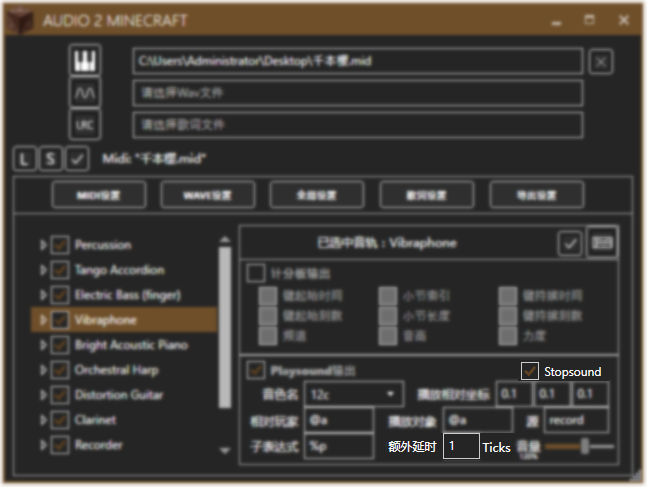 AUDIO 2 MINECRAFT
C:\Users\Administrator\Desktop\千本樱.mid
请选择Wav文件
LRC 请选择歌词文件
L S Midi: "千本樱.mid"
MIDI设置 WAVE设置 全局设置 歌词设置 导出设置
Percussion
Tango Accordion
Electric Bass (finger)
Vibraphone
Bright Acoustic Piano
Orchestral Harp
Distortion Guitar
Clarinet
Recorder
已选中音轨：Vibraphone
计分板输出
键起始时间 小节索引 键持续时间
键起始刻数 小节长度 键持续刻数
频道 音高 力度
Playsound输出 Stopsound
音色名 12c 播放相对坐标 0.1 0.1 0.1
相对玩家 @a 播放对象 @a 源 record
子表达式 %p 额外延时 1 Ticks 音量